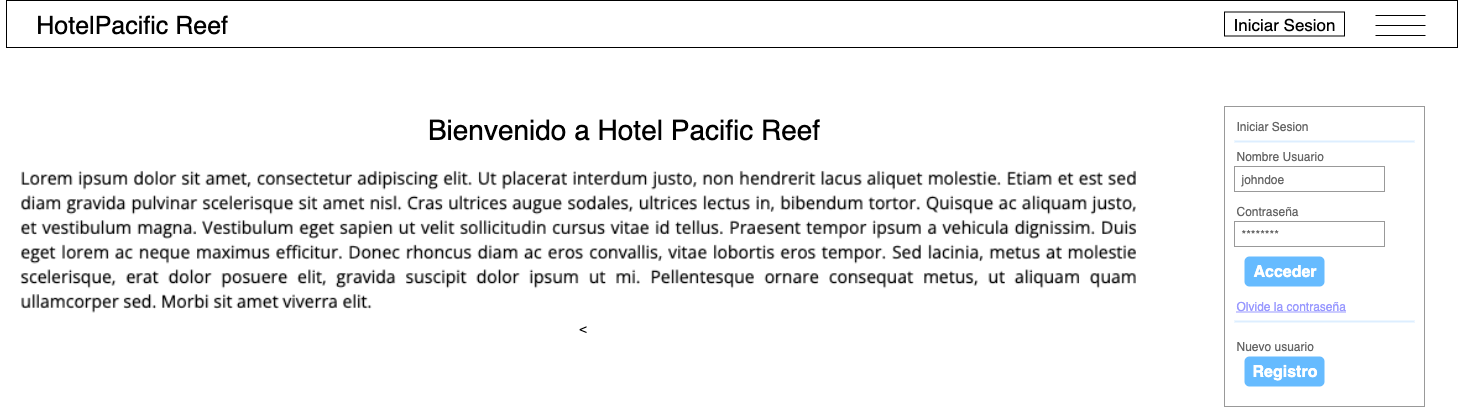 HotelPacific Reef
Iniciar Sesion
Bienvenido a Hotel Pacific Reef
Lorem ipsum dolor sit amet, consectetur adipiscing elit. Ut placerat interdum justo, non hendrerit lacus aliquet molestie. Etiam et est sed
diam gravida pulvinar scelerisque sit amet nisl. Cras ultrices augue sodales, ultrices lectus in, bibendum tortor. Quisque ac aliquam justo,
et vestibulum magna. Vestibulum eget sapien ut velit sollicitudin cursus vitae id tellus. Praesent tempor ipsum a vehicula dignissim. Duis
eget lorem ac neque maximus efficitur. Donec rhoncus diam ac eros convallis, vitae lobortis eros tempor. Sed lacinia, metus at molestie
scelerisque, erat dolor posuere elit, gravida suscipit dolor ipsum ut mi. Pellentesque ornare consequat metus, ut aliquam quam
ullamcorper sed. Morbi sit amet viverra elit.
<
Iniciar Sesion
Nombre Usuario
johndoe
Contraseña
********
Acceder
Olvide la contraseña
Nuevo usuario
Registro